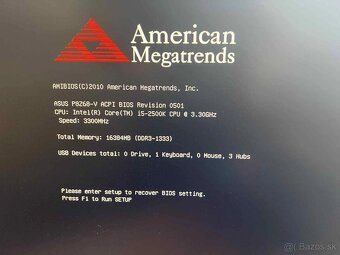 American
Megatrends
AMIBIOS(C)2010 American Megatrends, Inc.
ASUS P8Z68-V ACPI BIOS Revision 0501
CPU: Intel(R) Core(TM) i5-2500K CPU @ 3.30GHz
Speed: 3300MHz
Total Memory: 16384MB (DDR3-1333)
USB Devices total: 0 Drive, 1 Keyboard, 0 Mouse, 3 Hubs
Please enter setup to recover BIOS setting.
Press F1 to Run SETUP
Bazos.sk